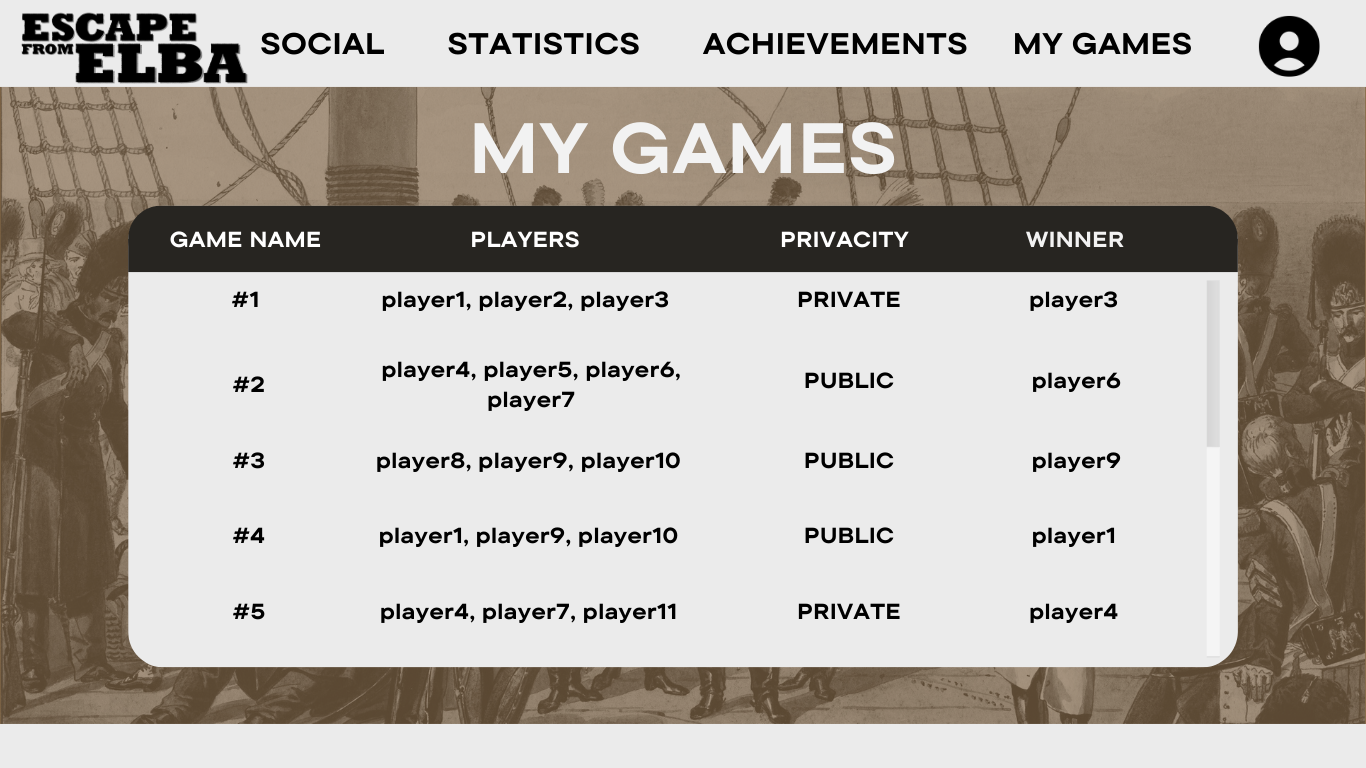 ESCAPE
FROM ELBA
SOCIAL STATISTICS ACHIEVEMENTS MY GAMES
MY GAMES
GAME NAME PLAYERS PRIVACITY WINNER
#1 player1, player2, player3 PRIVATE player3
#2 player4, player5, player6, PUBLIC player6
player7
#3 player8, player9, player10 PUBLIC player9
#4 player1, player9, player10 PUBLIC player1
#5 player4, player7, player11 PRIVATE player4